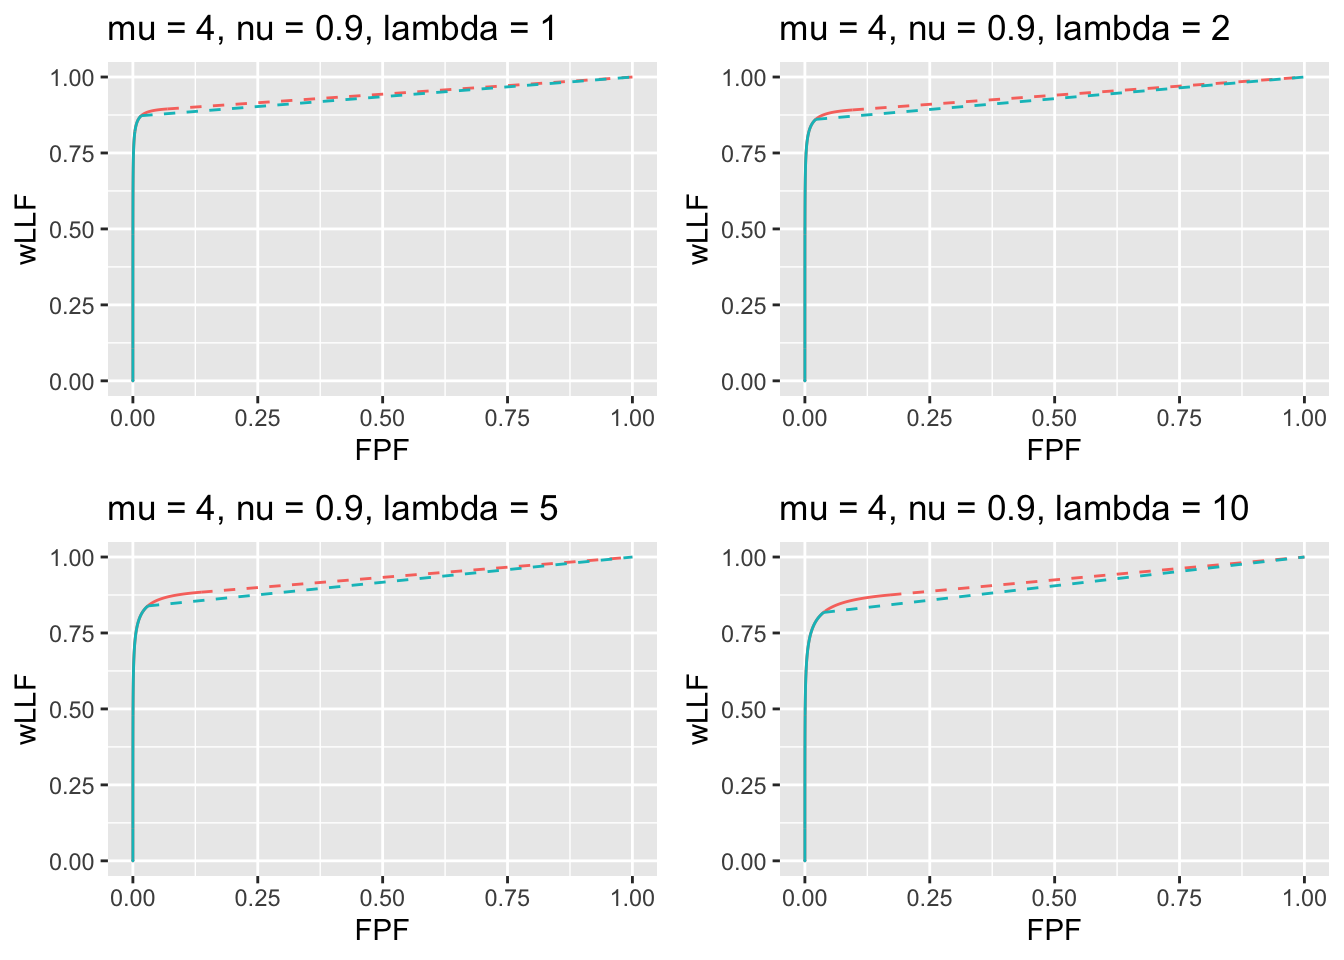 mu = 4, nu = 0.9, lambda = 1
1.00
0.75
0.50
0.25
0.00
wLLF
0.00 0.25 0.50 0.75 1.00
FPF
mu = 4, nu = 0.9, lambda = 2
1.00
0.75
0.50
0.25
0.00
wLLF
0.00 0.25 0.50 0.75 1.00
FPF
mu = 4, nu = 0.9, lambda = 5
1.00
0.75
0.50
0.25
0.00
wLLF
0.00 0.25 0.50 0.75 1.00
FPF
mu = 4, nu = 0.9, lambda = 10
1.00
0.75
0.50
0.25
0.00
wLLF
0.00 0.25 0.50 0.75 1.00
FPF